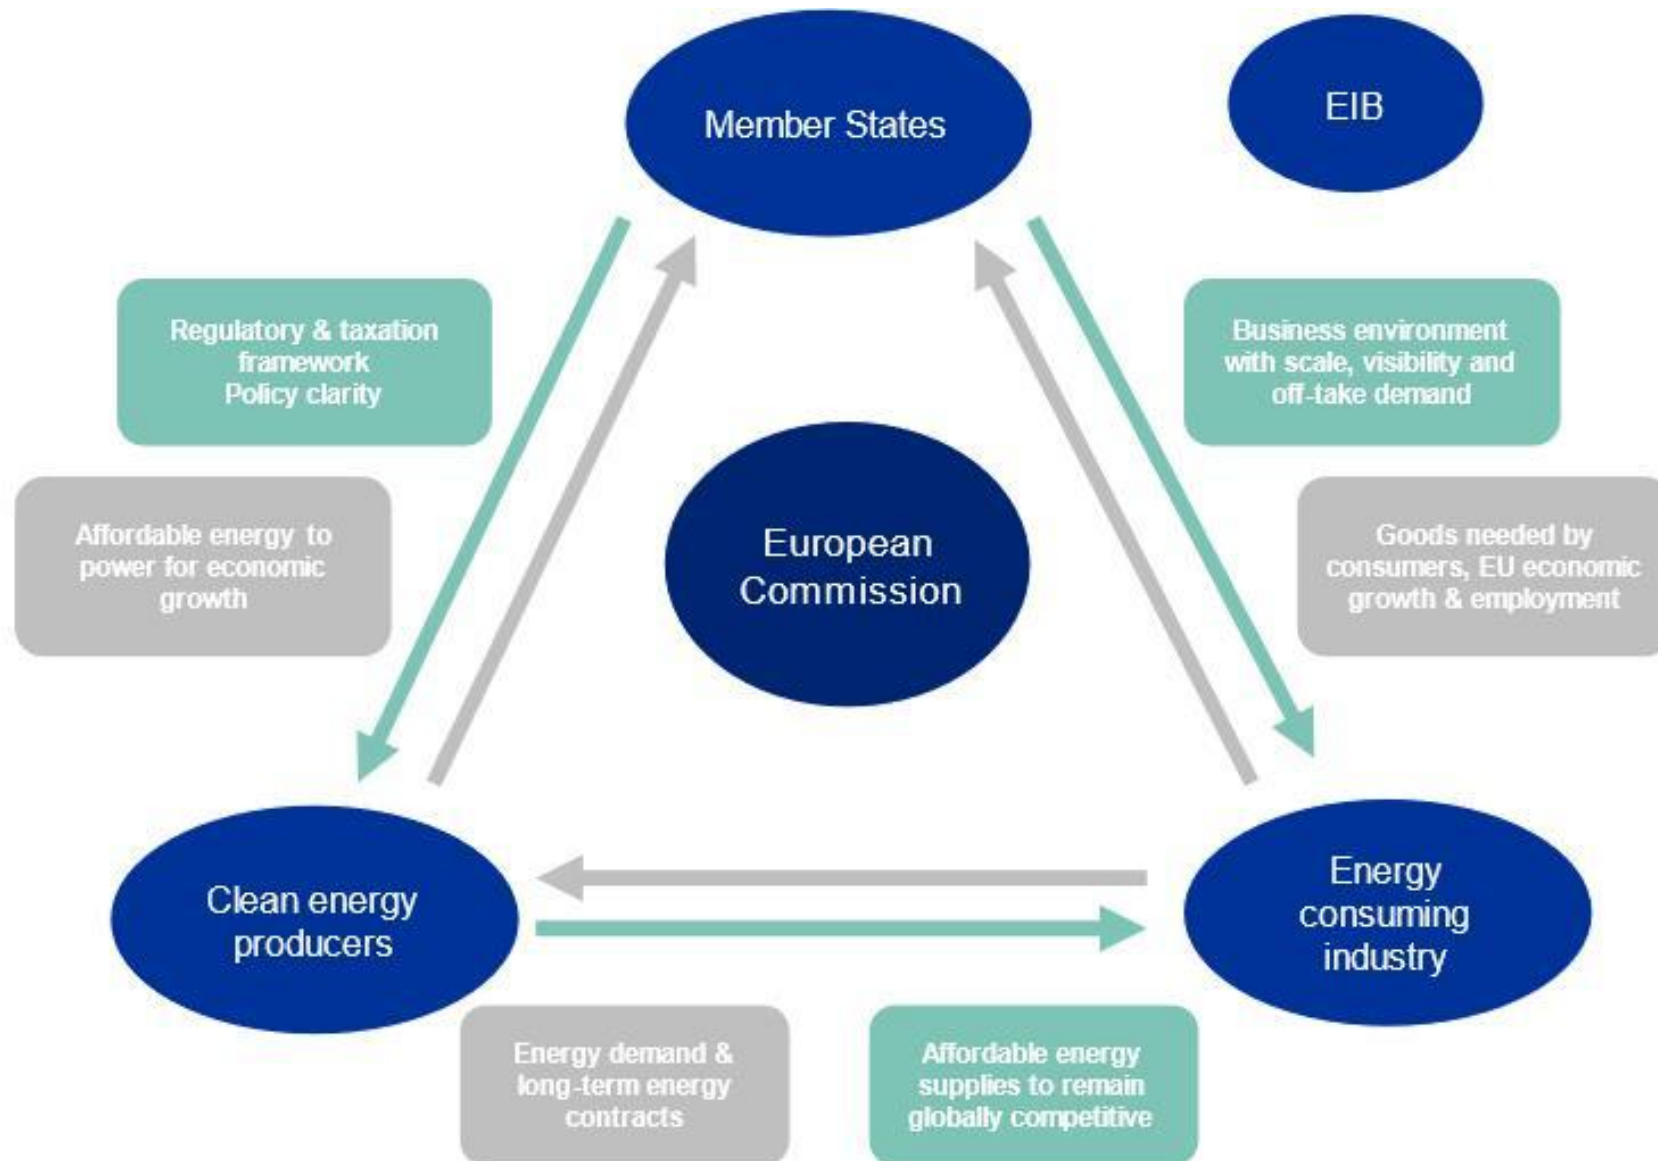 Member States
EIB
Regulatory & taxation
framework
Policy clarity
Business environment
with scale, visibility and
off-take demand
Affordable energy to
power for economic
growth
European
Commission
Goods needed by
consumers, EU economic
growth & employment
Clean energy
producers
Energy
consuming
industry
Energy demand &
long-term energy
contracts
Affordable energy
supplies to remain
globally competitive